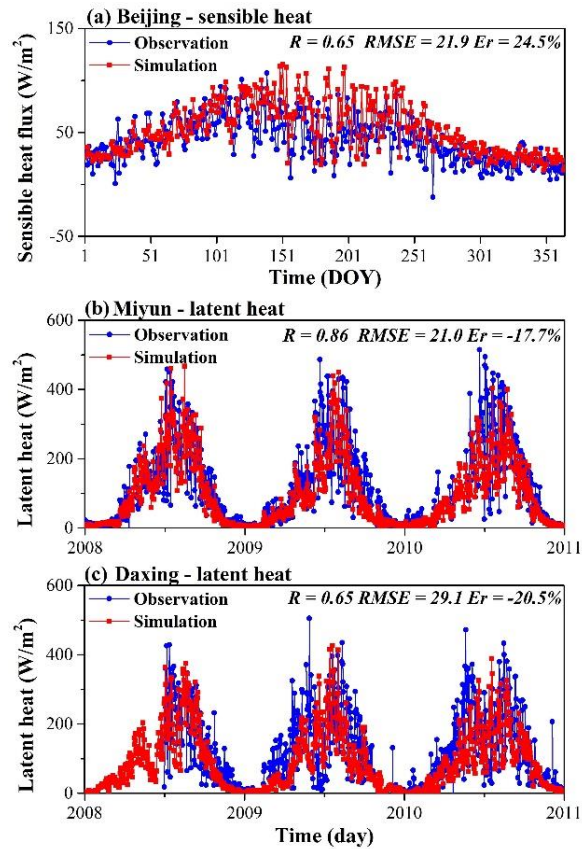 (a) Beijing - sensible heat
150
Observation
R = 0.65 RMSE = 21.9 Er = 24.5%
Simulation
50
-50
Sensible heat flux (W/m²)
1 51 101 151 201 251 301 351
Time (DOY)
(b) Miyun - latent heat
600
Observation
R = 0.86 RMSE = 21.0 Er = -17.7%
Simulation
400
200
0
Latent heat (W/m²)
2008 2009 2010 2011
(c) Daxing - latent heat
600
Observation
R = 0.65 RMSE = 29.1 Er = -20.5%
Simulation
400
200
0
Latent heat (W/m²)
2008 2009 2010 2011
Time (day)